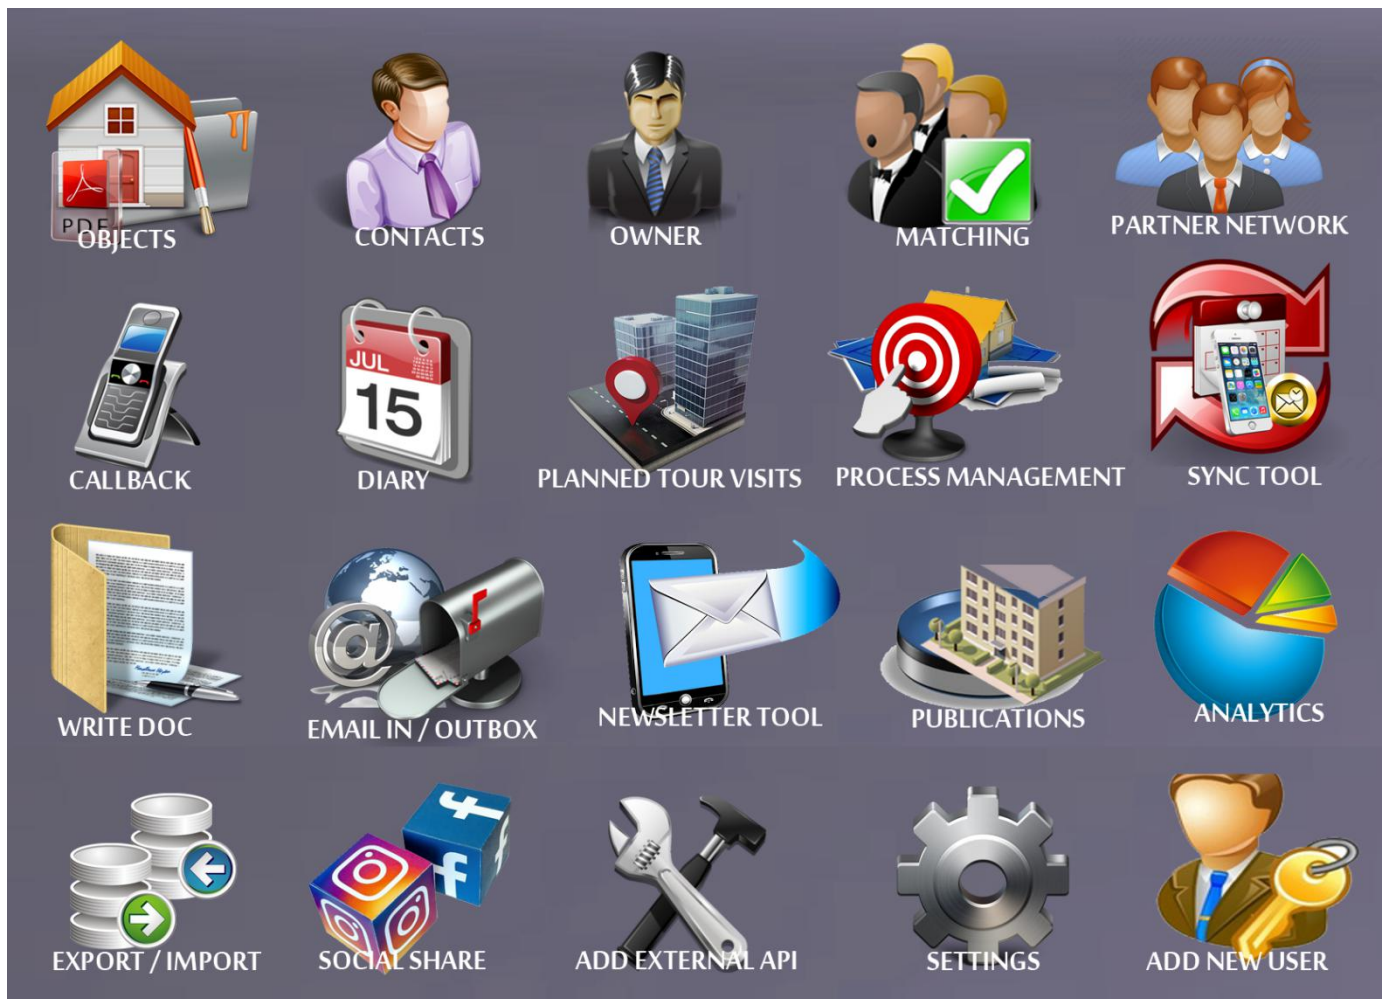 PDF
OBJECTS
CONTACTS
OWNER
MATCHING
PARTNER NETWORK
JUL
15
CALLBACK
DIARY
PLANNED TOUR VISITS
PROCESS MANAGEMENT
SYNC TOOL
WRITE DOC
@
EMAIL IN / OUTBOX
NEWSLETTER TOOL
PUBLICATIONS
ANALYTICS
EXPORT / IMPORT
f
f
f
SOCIAL SHARE
ADD EXTERNAL API
SETTINGS
ADD NEW USER